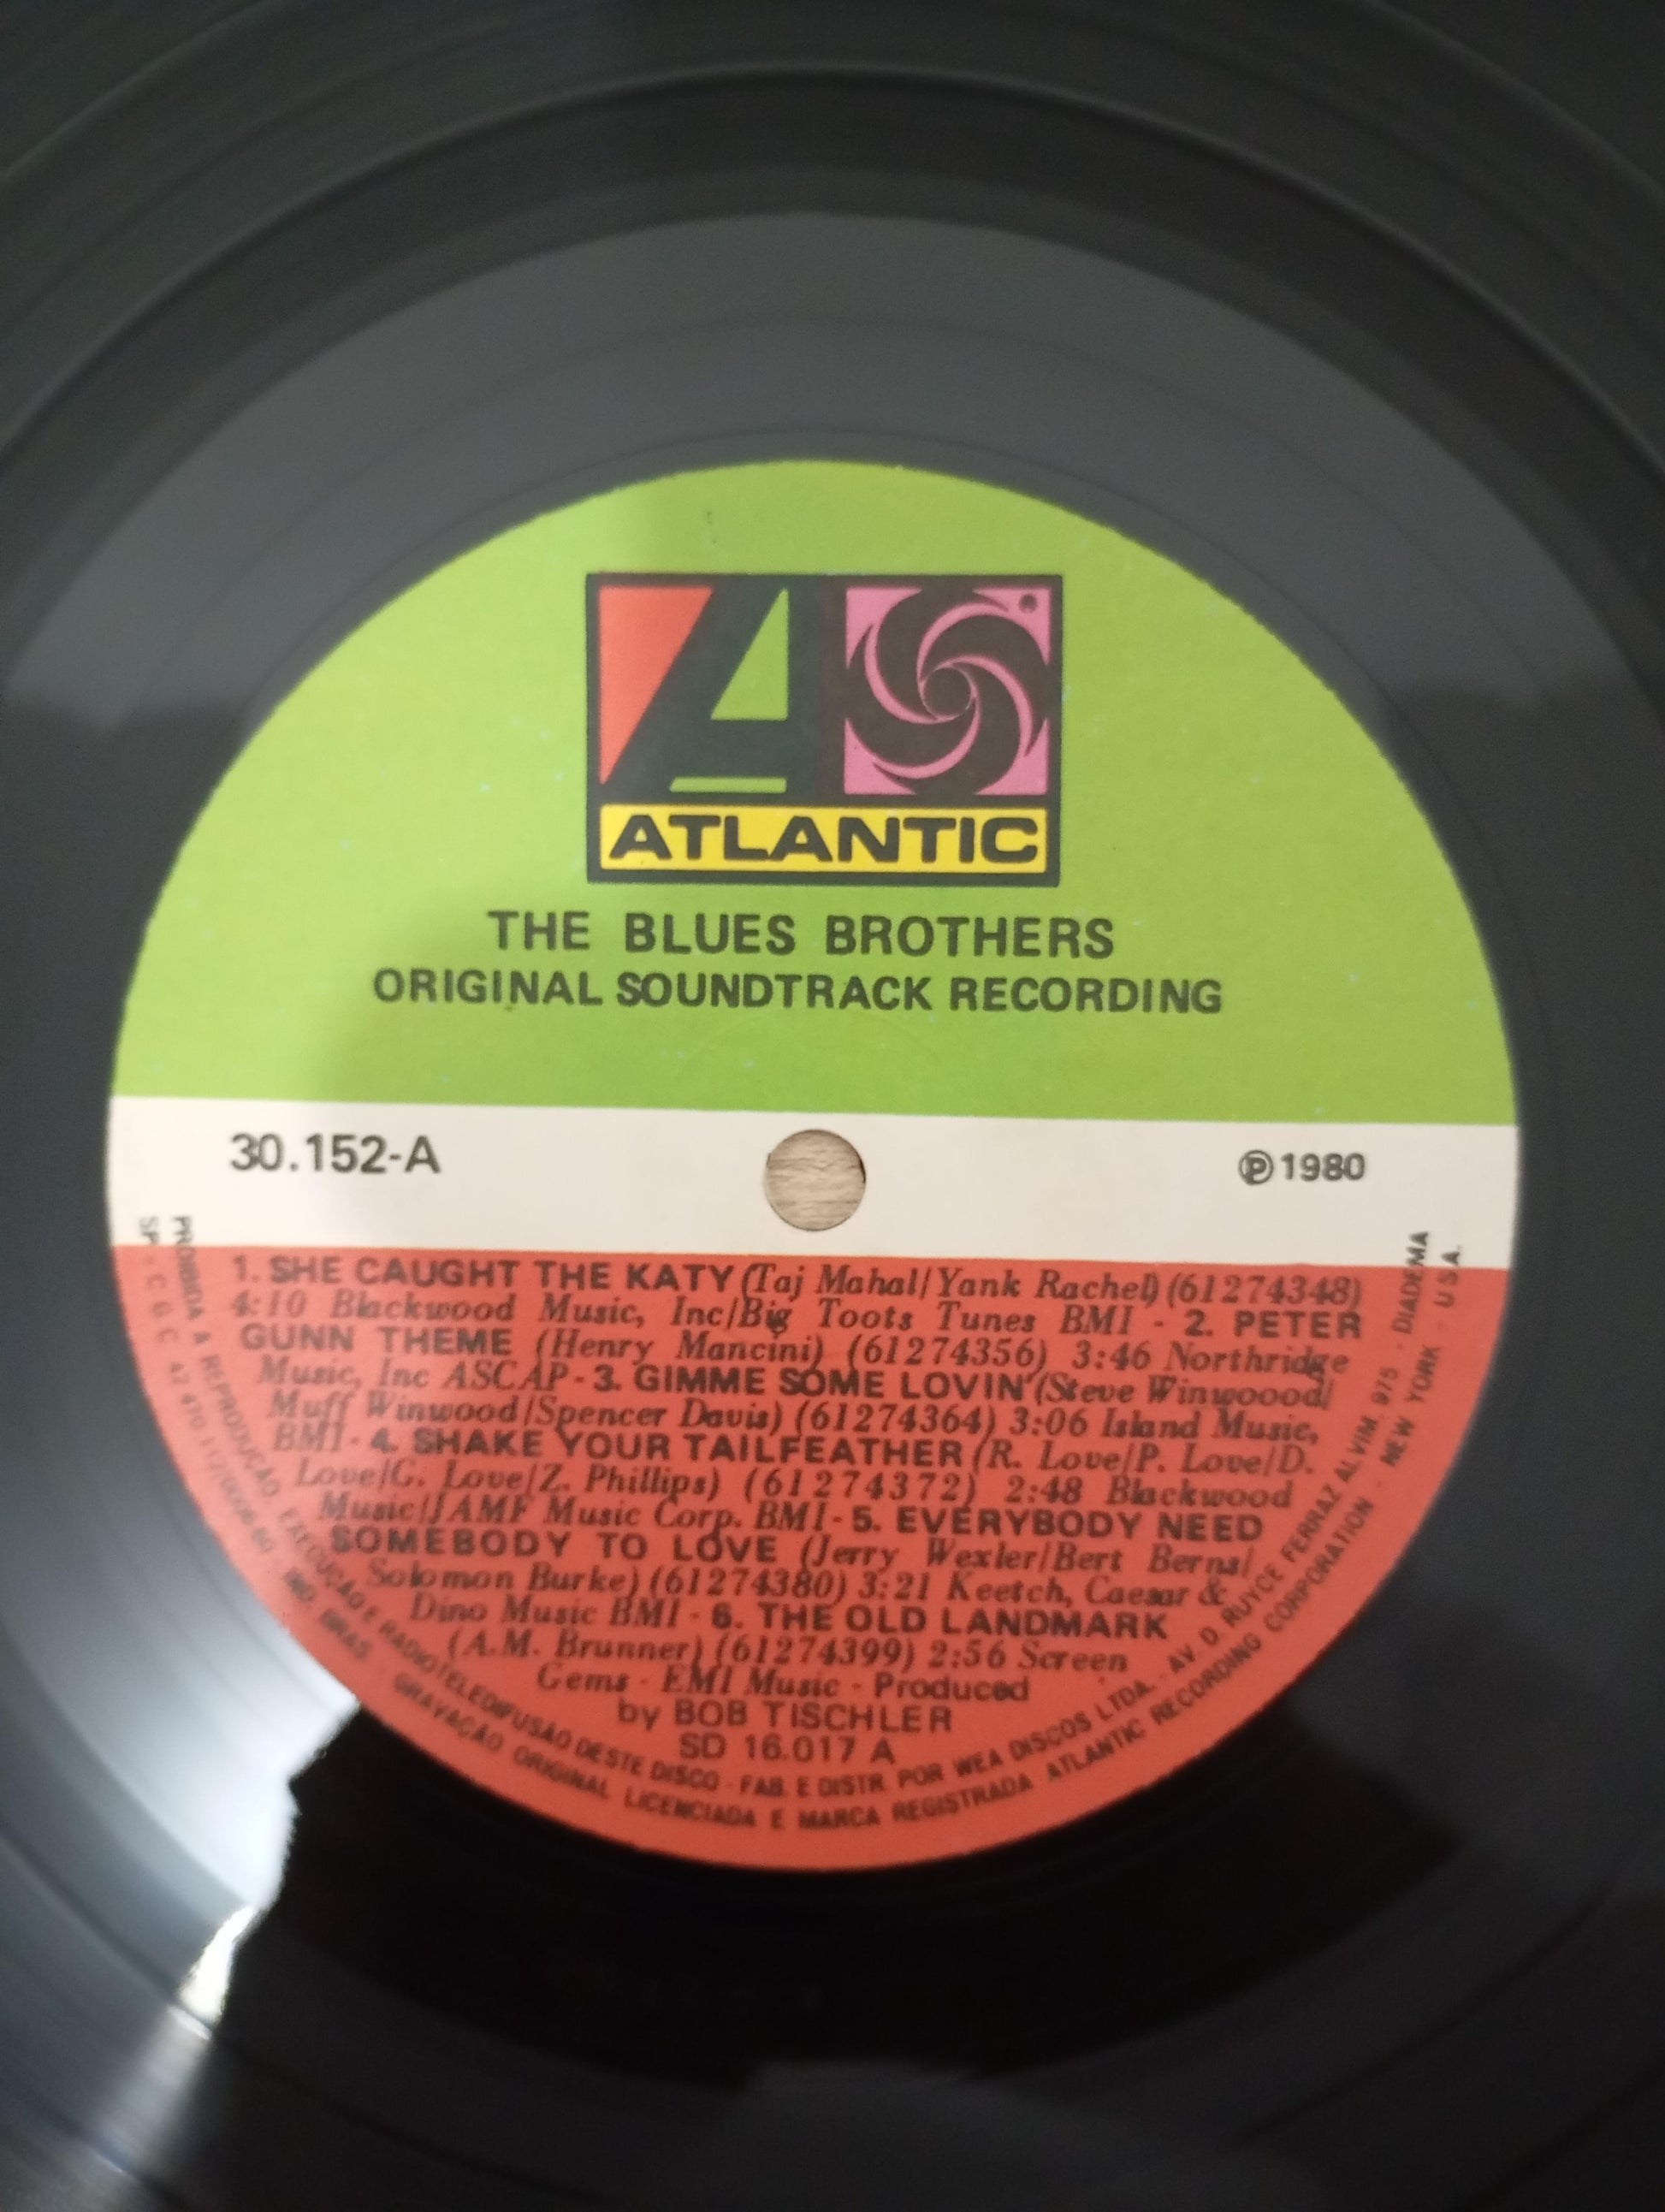 ATLANTIC
THE BLUES BROTHERS
ORIGINAL SOUNDTRACK RECORDING
30.152-A
℗1980
1. SHE CAUGHT THE KATY (Taj Mahal/Yank Rachel) (61274348)
4:10 Blackwood Music, Inc/Big Toots Tunes BMI - 2. PETER
GUNN THEME (Henry Mancini) (61274356) 3:46 Northridge
Music, Inc ASCAP - 3. GIMME SOME LOVIN' (Steve Winwoood/
Muff Winwood/Spencer Davis) (61274364) 3:06 Island Music,
BMI - 4. SHAKE YOUR TAILFEATHER (R. Love/P. Love/D.
Love/G. Love/Z. Phillips) (61274372) 2:48 Blackwood
Music/JAMF Music Corp. BMI - 5. EVERYBODY NEED
SOMEBODY TO LOVE (Jerry Wexler/Bert Berns/
Solomon Burke) (61274380) 3:21 Keetch, Caesar &
Dino Music BMI - 6. THE OLD LANDMARK
(A.M. Brunner) (61274399) 2:56 Screen
Gems - EMI Music - Produced
by BOB TISCHLER
SD 16.017 A
PROIBIDA A REPRODUÇÃO, EXECUÇÃO E RADIOTELEDIFUSÃO DESTE DISCO - FAB. E DISTR. POR WEA DISCOS LTDA. - AV. D. RUYCE FERRAZ ALVIM, 975 - DIADEMA
SP - C.G.C. IND. BRAS. - GRAVAÇÃO ORIGINAL LICENCIADA E MARCA REGISTRADA ATLANTIC RECORDING CORPORATION - NEW YORK - U.S.A.